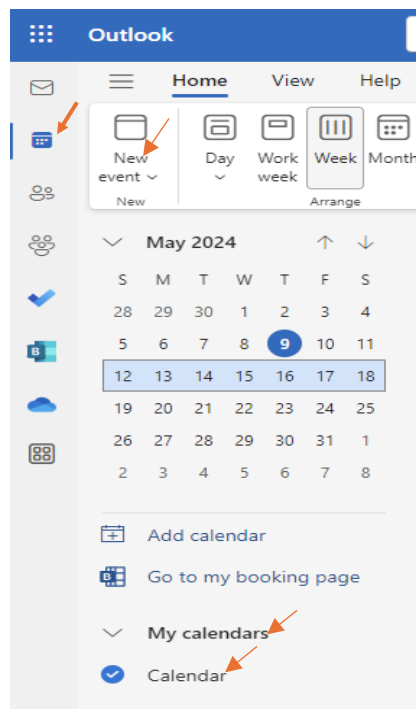 Outlook
Home View Help
New event
Day
Work week
Week
Month
New
Arrange
May 2024
S M T W T F S
28 29 30 1 2 3 4
5 6 7 8 9 10 11
12 13 14 15 16 17 18
19 20 21 22 23 24 25
26 27 28 29 30 31 1
2 3 4 5 6 7 8
Add calendar
B Go to my booking page
My calendars
Calendar
B